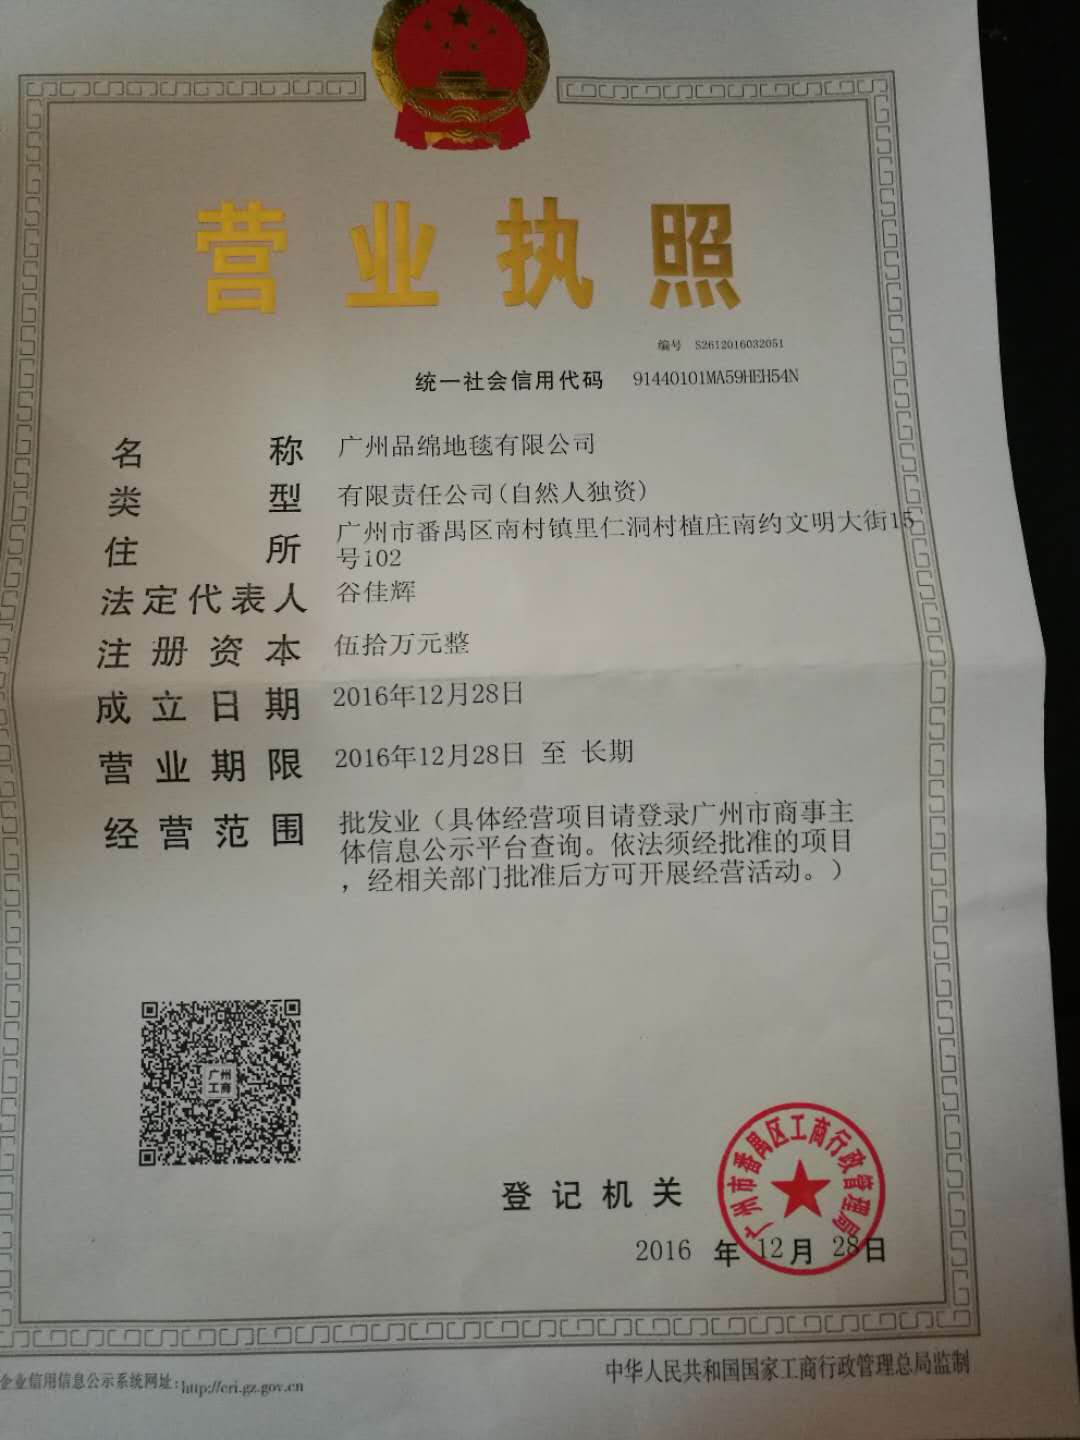 营业执照
编号 S2612016032051
统一社会信用代码 91440101MA59HEH54N
名称 广州品绵地毯有限公司
类型 有限责任公司(自然人独资)
住所 广州市番禺区南村镇里仁洞村植庄南约文明大街15
号102
法定代表人 谷佳辉
注册资本 伍拾万元整
成立日期 2016年12月28日
营业期限 2016年12月28日 至 长期
经营范围 批发业（具体经营项目请登录广州市商事主
体信息公示平台查询。依法须经批准的项目
，经相关部门批准后方可开展经营活动。）
广州
工商
登记机关
广州市番禺区工商行政管理局
2016 年 12 月 28 日
企业信用信息公示系统网址：http://cri.gz.gov.cn
中华人民共和国国家工商行政管理总局监制